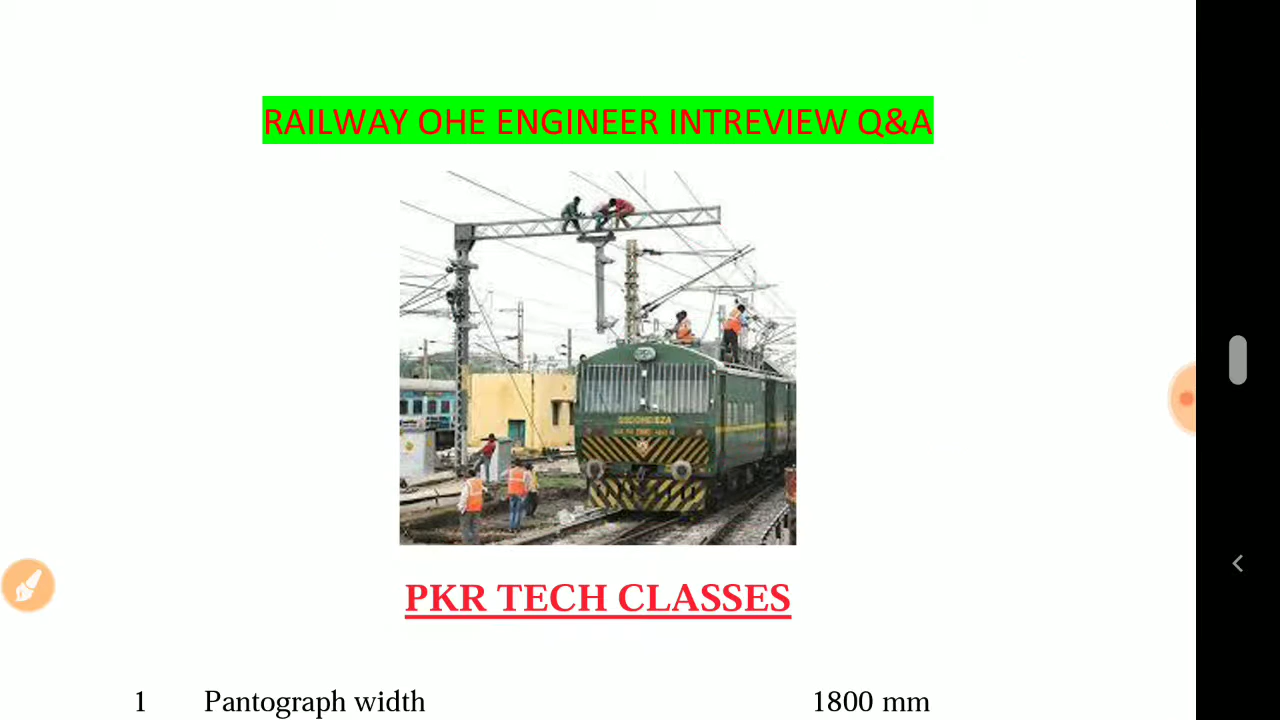 RAILWAY OHE ENGINEER INTREVIEW Q&A
PKR TECH CLASSES
1 Pantograph width 1800 mm